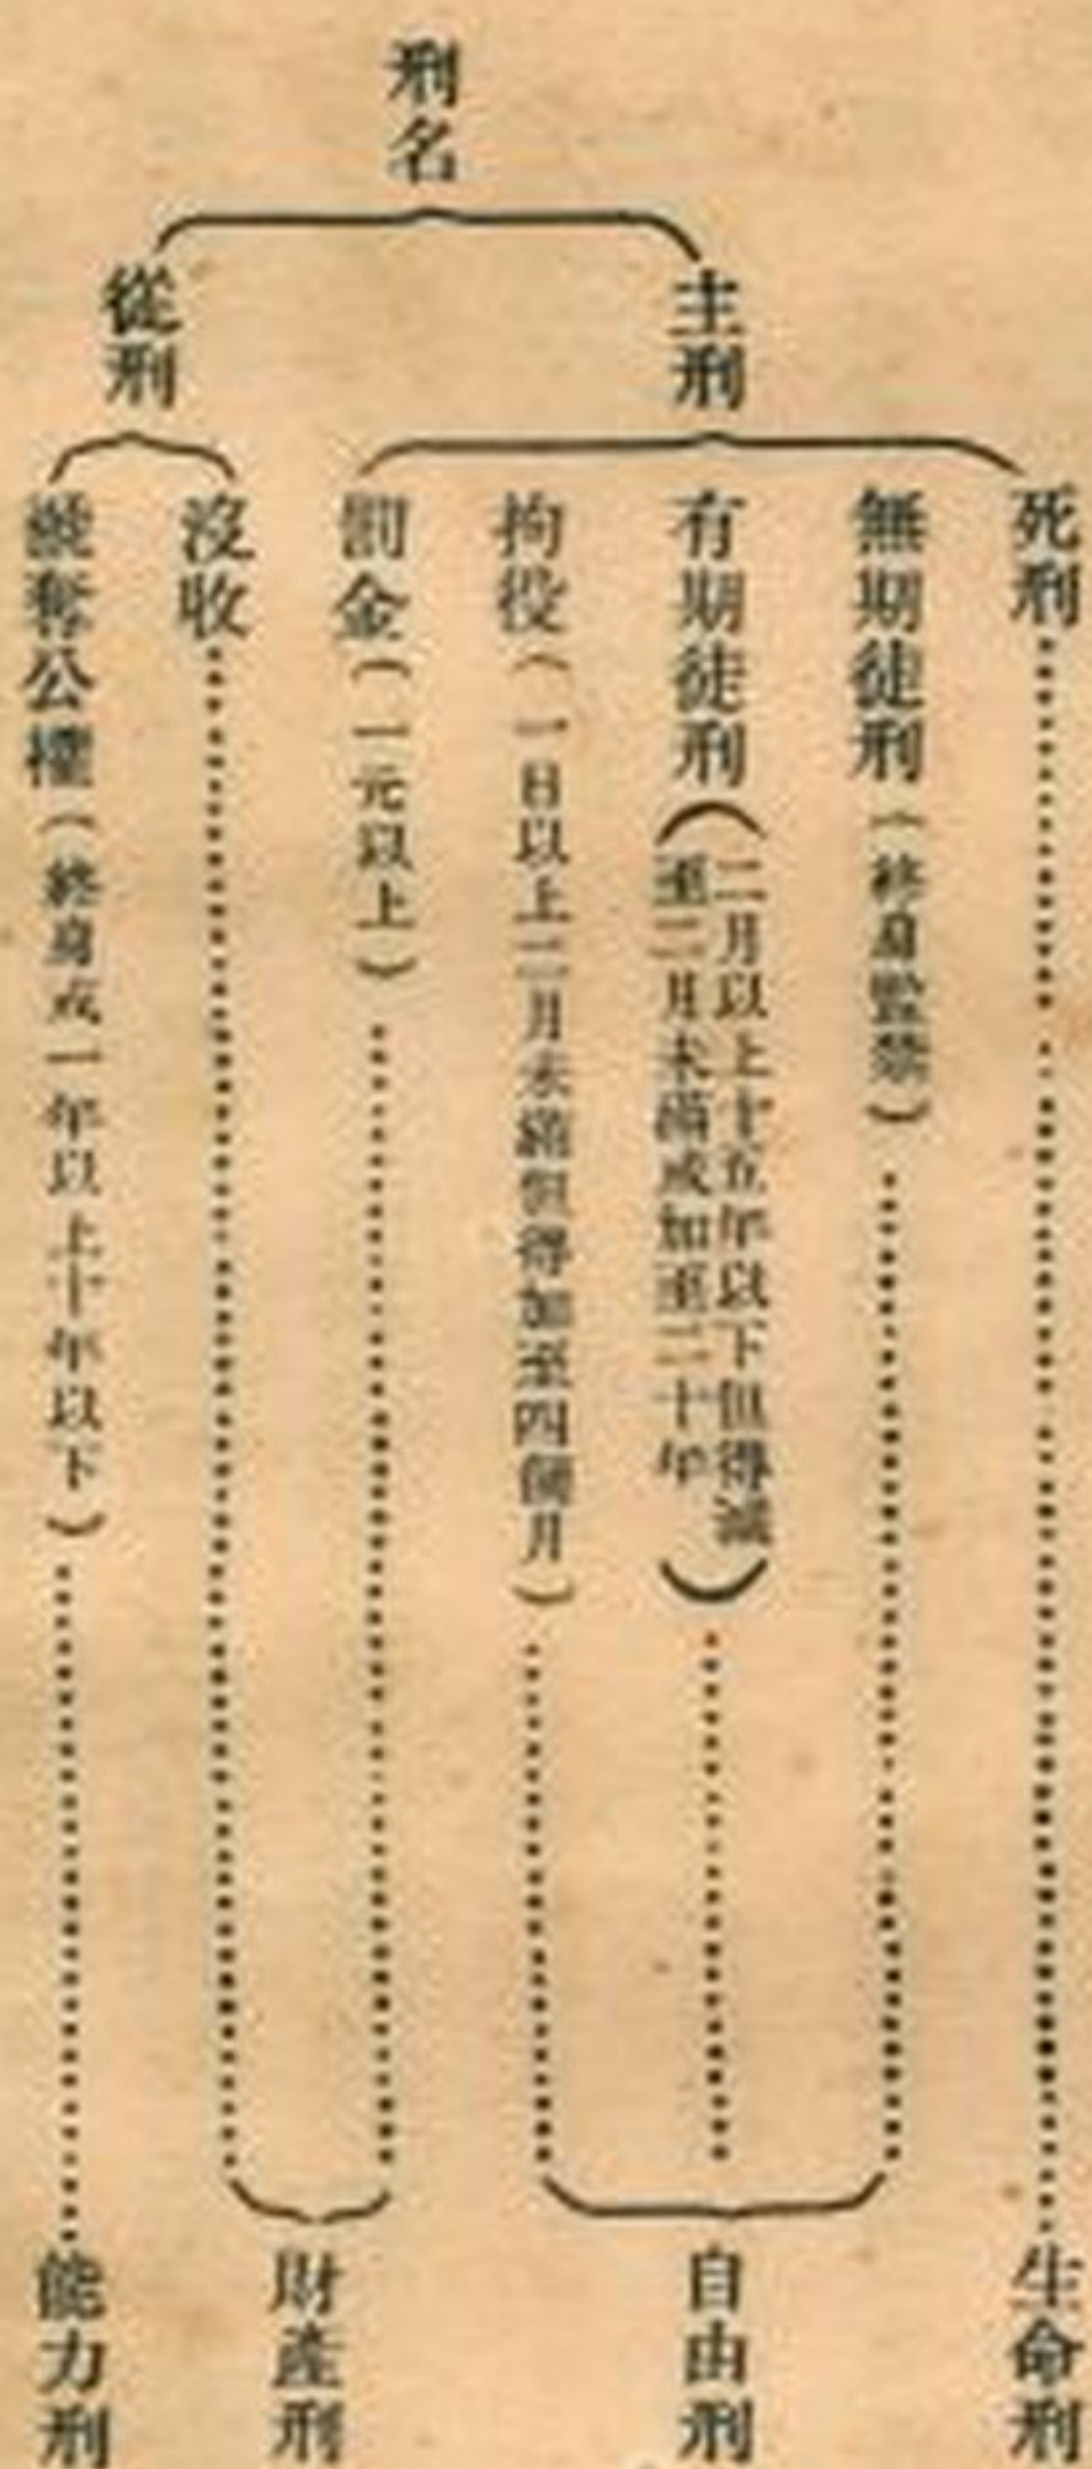 刑名
主刑
從刑
死刑
無期徒刑（終身監禁）
有期徒刑（二月以上十五年以下但得減
至二月未滿或加至二十年）
拘役（一日以上二月未滿但得加至四個月）
罰金（一元以上）
沒收
褫奪公權（終身或一年以上十年以下）
生命刑
自由刑
財產刑
能力刑